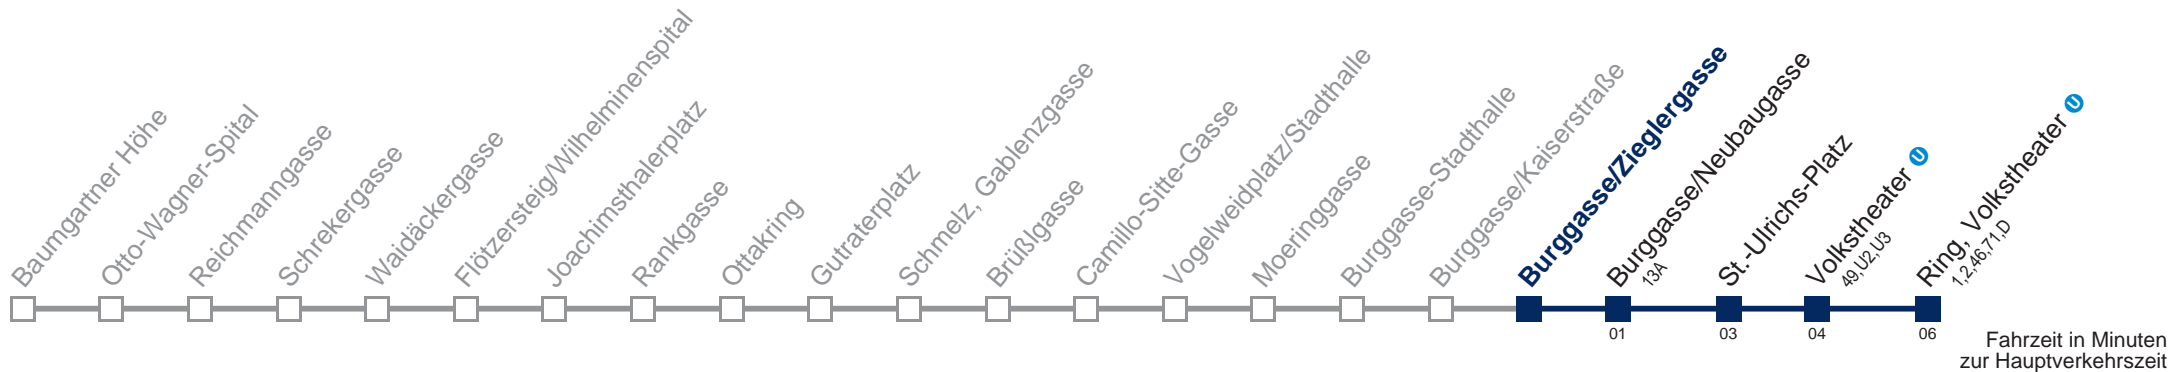 Baumgartner Höhe
Otto-Wagner-Spital
Reichmanngasse
Schrekergasse
Waidäckergasse
Flötzersteig/Wilhelminenspital
Joachimsthalerplatz
Rankgasse
Ottakring
Gutraterplatz
Schmelz, Gablenzgasse
Brüßlgasse
Camillo-Sitte-Gasse
Vogelweidplatz/Stadthalle
Moeringgasse
Burggasse-Stadthalle
Burggasse/Kaiserstraße
Burggasse/Zieglergasse
Burggasse/Neubaugasse
13A
St.-Ulrichs-Platz
Volkstheater U
49,U2,U3
Ring, Volkstheater U
1,2,46,71,D
01
03
04
06
Fahrzeit in Minuten
zur Hauptverkehrszeit